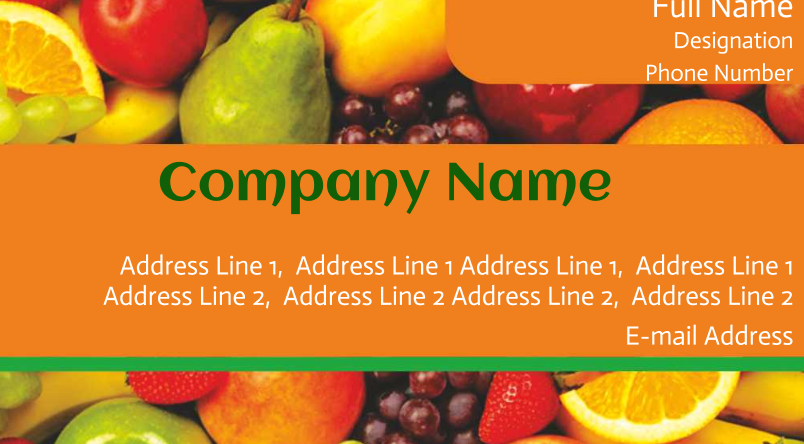 Full Name
Designation
Phone Number
Company Name
Address Line 1,  Address Line 1 Address Line 1,  Address Line 1
Address Line 2,  Address Line 2 Address Line 2,  Address Line 2
E-mail Address